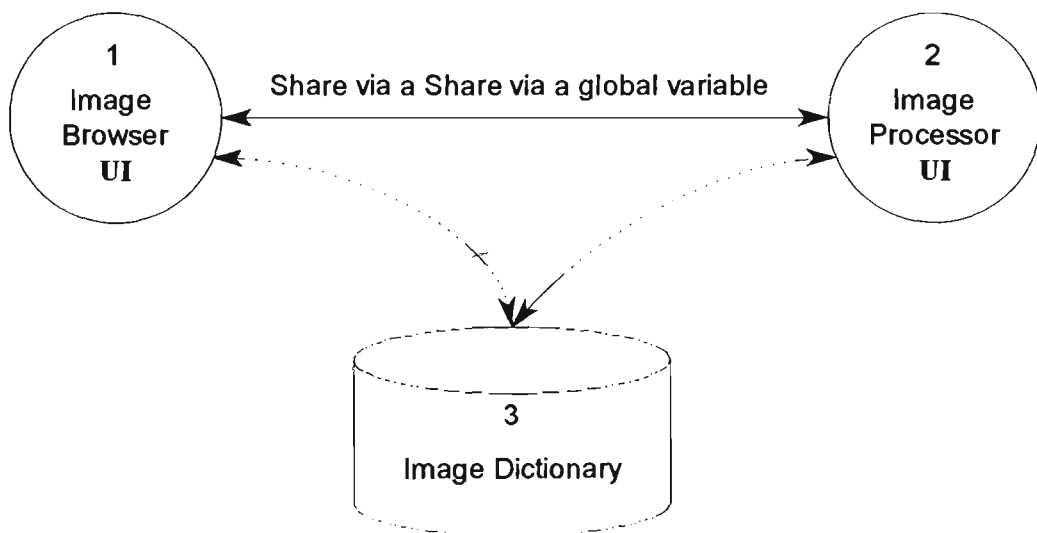 1
Image
Browser
UI
Share via a Share via a global variable
2
Image
Processor
UI
3
Image Dictionary